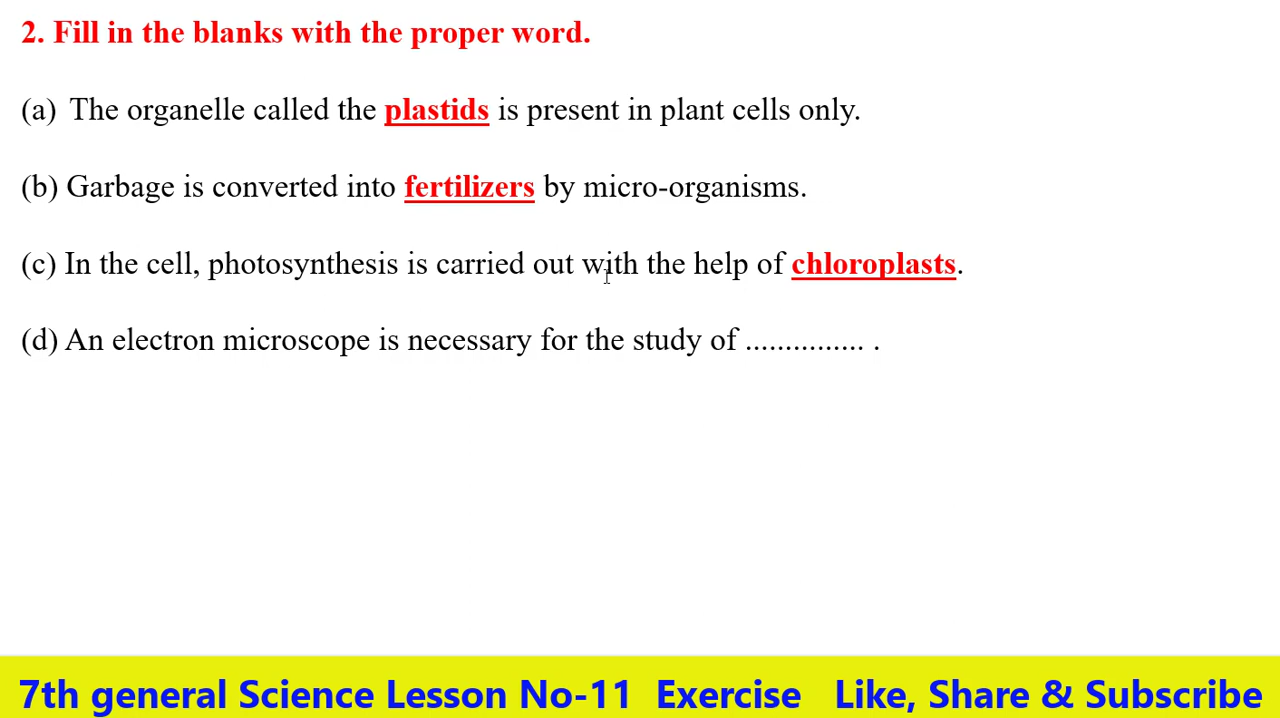 2. Fill in the blanks with the proper word.
(a) The organelle called the plastids is present in plant cells only.
(b) Garbage is converted into fertilizers by micro-organisms.
(c) In the cell, photosynthesis is carried out with the help of chloroplasts.
(d) An electron microscope is necessary for the study of ............... .
7th general Science Lesson No-11 Exercise Like, Share & Subscribe